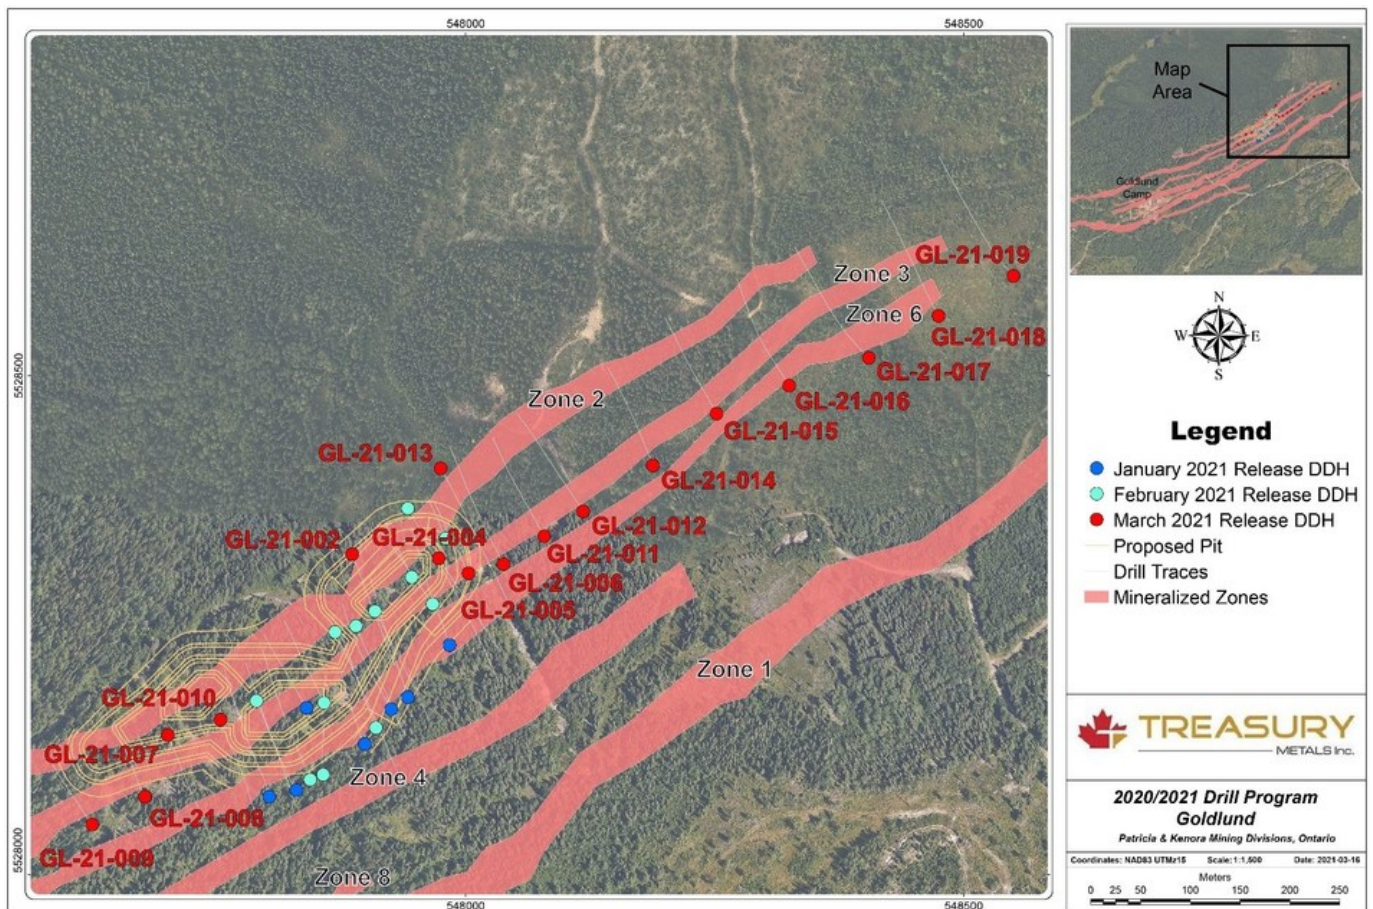 548000
548500
5528500
5528000
GL-21-019
Zone 3
Zone 6
GL-21-018
GL-21-017
GL-21-016
Zone 2
GL-21-015
GL-21-013
GL-21-014
GL-21-012
GL-21-002
GL-21-004
GL-21-011
GL-21-006
GL-21-005
Zone 1
GL-21-010
GL-21-007
Zone 4
GL-21-008
GL-21-009
Zone 8
548000
548500
Map
Area
Goldlund
Camp
N
W
E
S
Legend
January 2021 Release DDH
February 2021 Release DDH
March 2021 Release DDH
Proposed Pit
Drill Traces
Mineralized Zones
TREASURY
METALS Inc.
2020/2021 Drill Program
Goldlund
Patricia & Kenora Mining Divisions, Ontario
Coordinates: NAD83 UTMz15 Scale: 1:1,500 Date: 2021-03-16
Meters
0 25 50 100 150 200 250